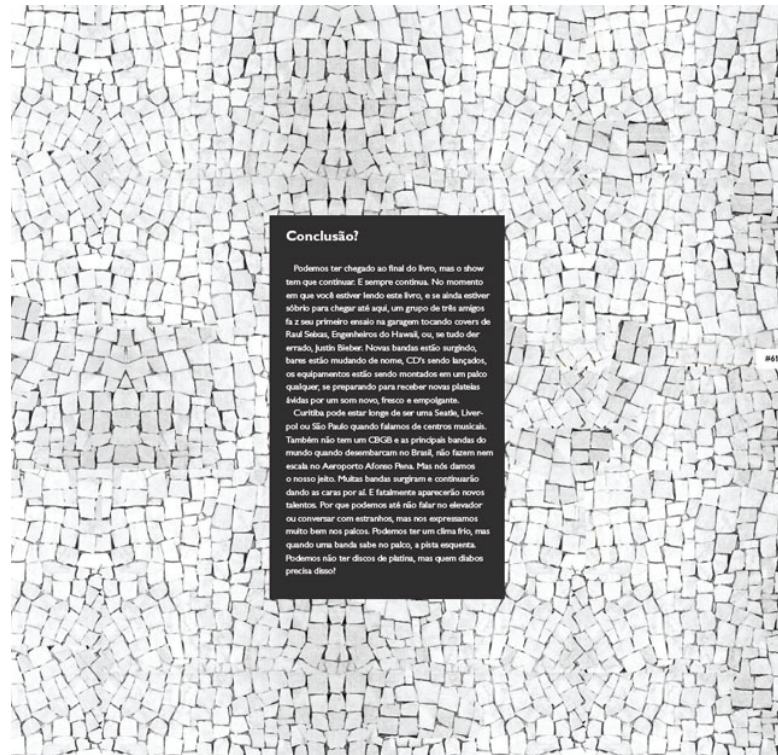 Conclusão?
Podemos ter chegado ao final do livro, mas o show
tem que continuar. E sempre continua. No momento
em que você estiver lendo este livro, e se ainda estiver
sóbrio para chegar até aqui, um grupo de três amigos
fa z seu primeiro ensaio na garagem tocando covers de
Raul Seixas, Engenheiros do Hawaii, ou, se tudo der
errado, Justin Bieber. Novas bandas estão surgindo,
bares estão mudando de nome, CD's sendo lançados,
os equipamentos estão sendo montados em um palco
qualquer, se preparando para receber novas plateias
ávidas por um som novo, fresco e empolgante.
Curitiba pode estar longe de ser uma Seatle, Liver-
pol ou São Paulo quando falamos de centros musicais.
Também não tem um CBGB e as principais bandas do
mundo quando desembarcam no Brasil, não fazem nem
escala no Aeroporto Afonso Pena. Mas nós damos
o nosso jeito. Muitas bandas surgiram e continuarão
dando as caras por aí. E fatalmente aparecerão novos
talentos. Por que podemos até não falar no elevador
ou conversar com estranhos, mas nos expressamos
muito bem nos palcos. Podemos ter um clima frio, mas
quando uma banda sabe no palco, a pista esquenta.
Podemos não ter discos de platina, mas quem diabos
precisa disso?